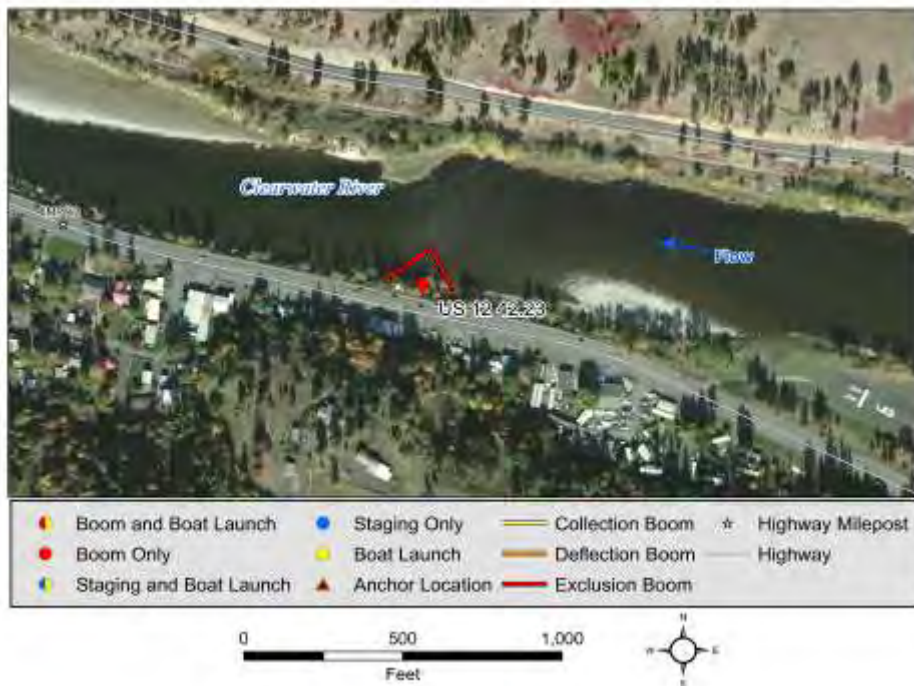 Clearwater River
Flow
US 12 42.23
Boom and Boat Launch
Staging Only
Collection Boom
Highway Milepost
Boom Only
Boat Launch
Deflection Boom
Highway
Staging and Boat Launch
Anchor Location
Exclusion Boom
0 500 1,000
Feet
N
W E
S